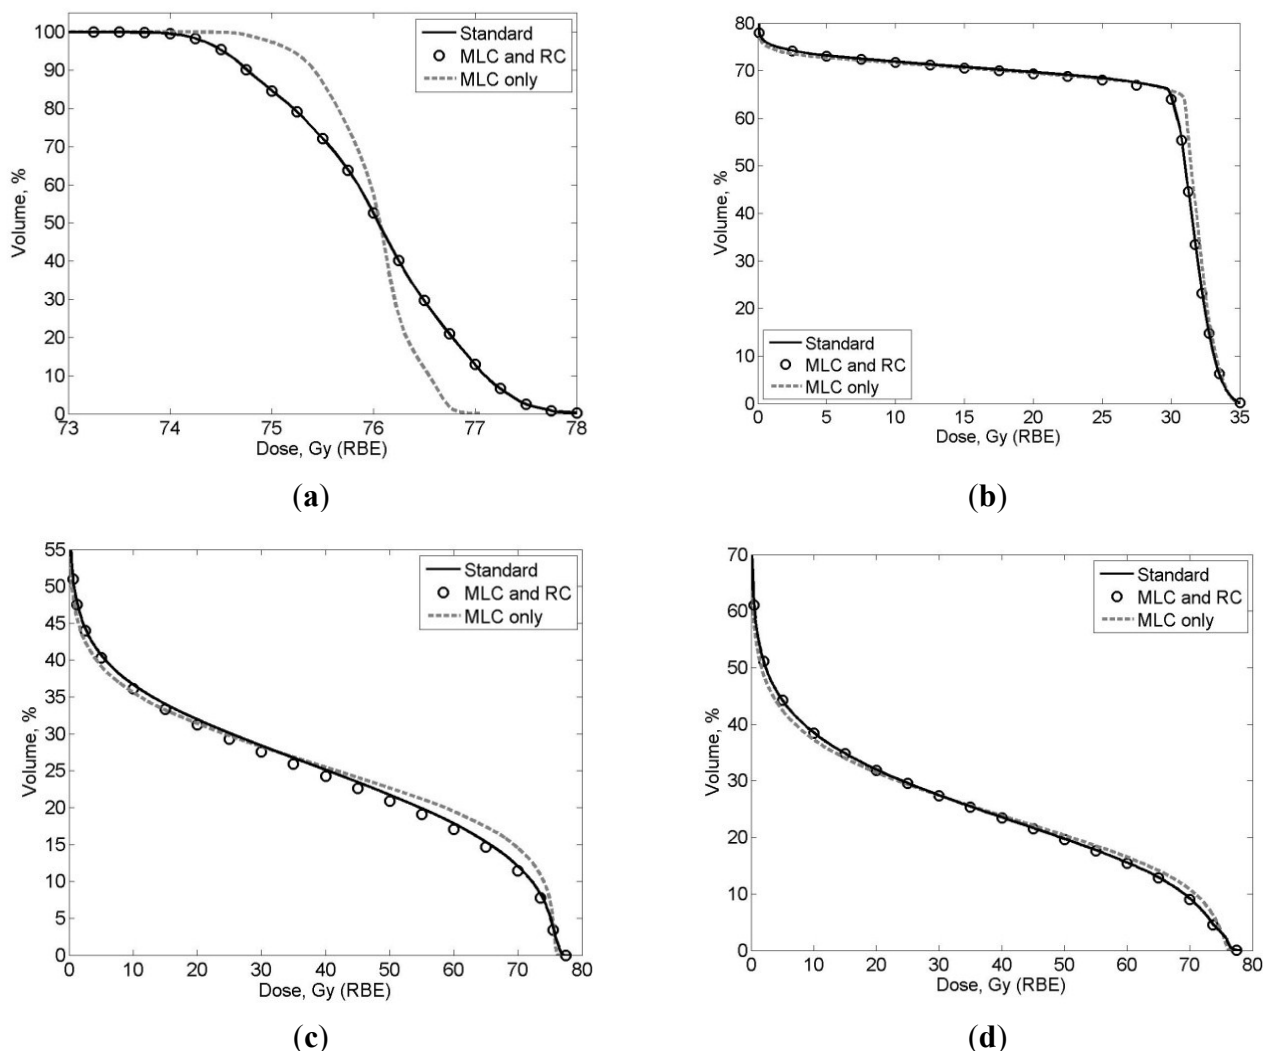 100
90
80
70
60
50
40
30
20
10
0
Volume, %
73 74 75 76 77 78
Dose, Gy (RBE)
Standard
MLC and RC
MLC only
(a)
80
70
60
50
40
30
20
10
0
Volume, %
0 5 10 15 20 25 30 35
Dose, Gy (RBE)
Standard
MLC and RC
MLC only
(b)
55
50
45
40
35
30
25
20
15
10
5
0
Volume, %
0 10 20 30 40 50 60 70 80
Dose, Gy (RBE)
Standard
MLC and RC
MLC only
(c)
70
60
50
40
30
20
10
0
Volume, %
0 10 20 30 40 50 60 70 80
Dose, Gy (RBE)
Standard
MLC and RC
MLC only
(d)